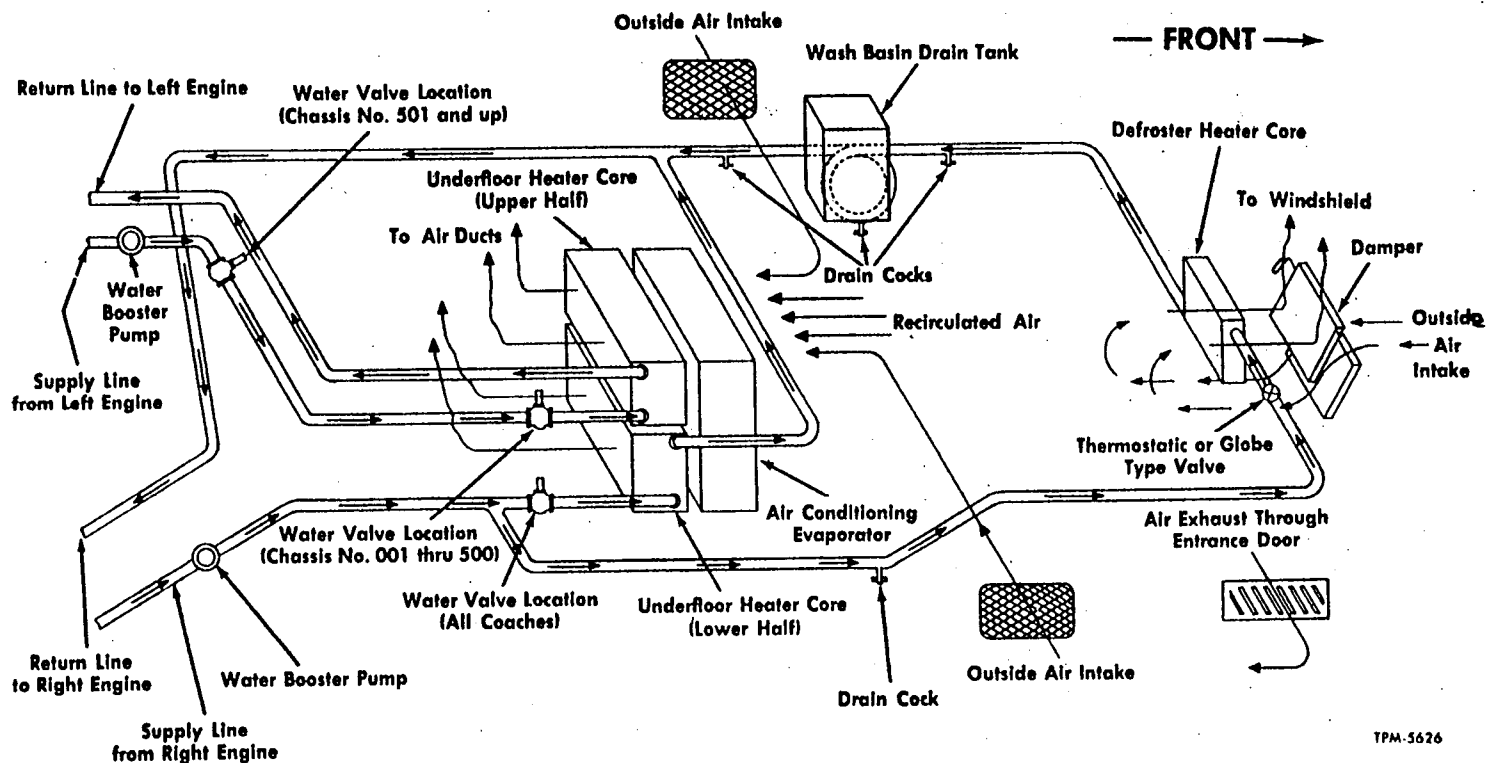 Outside Air Intake
Wash Basin Drain Tank
— FRONT →
Return Line to Left Engine
Water Valve Location
(Chassis No. 501 and up)
Defroster Heater Core
Underfloor Heater Core
(Upper Half)
To Windshield
To Air Ducts
Damper
Drain Cocks
Water
Booster
Pump
Recirculated Air
Outside
Air
Intake
Supply Line
from Left Engine
Thermostatic or Globe
Type Valve
Air Conditioning
Evaporator
Air Exhaust Through
Entrance Door
Water Valve Location
(Chassis No. 001 thru 500)
Water Valve Location
(All Coaches)
Underfloor Heater Core
(Lower Half)
Return Line
to Right Engine
Water Booster Pump
Outside Air Intake
Drain Cock
Supply Line
from Right Engine
TPM-5626